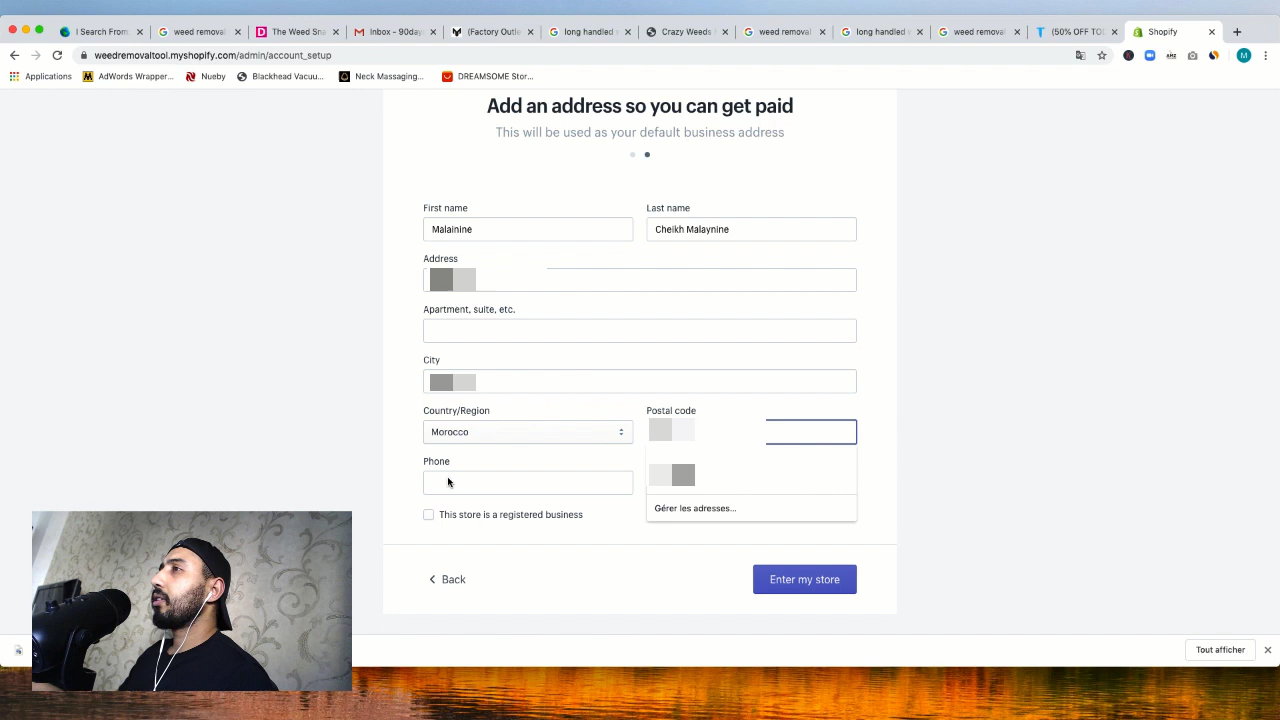 I Search From
weed removal
The Weed Sna
Inbox - 90day
(Factory Outle
long handled
Crazy Weeds
weed removal
long handled
weed removal
(50% OFF TO
Shopify
weedremovaltool.myshopify.com/admin/account_setup
M
Applications
AdWords Wrapper...
Nueby
Blackhead Vacuu...
Neck Massaging...
DREAMSOME Stor...
Add an address so you can get paid
This will be used as your default business address
First name
Last name
Malainine
Cheikh Malaynine
Address
Apartment, suite, etc.
City
Country/Region
Postal code
Morocco
Phone
Gérer les adresses...
This store is a registered business
Back
Enter my store
Tout afficher